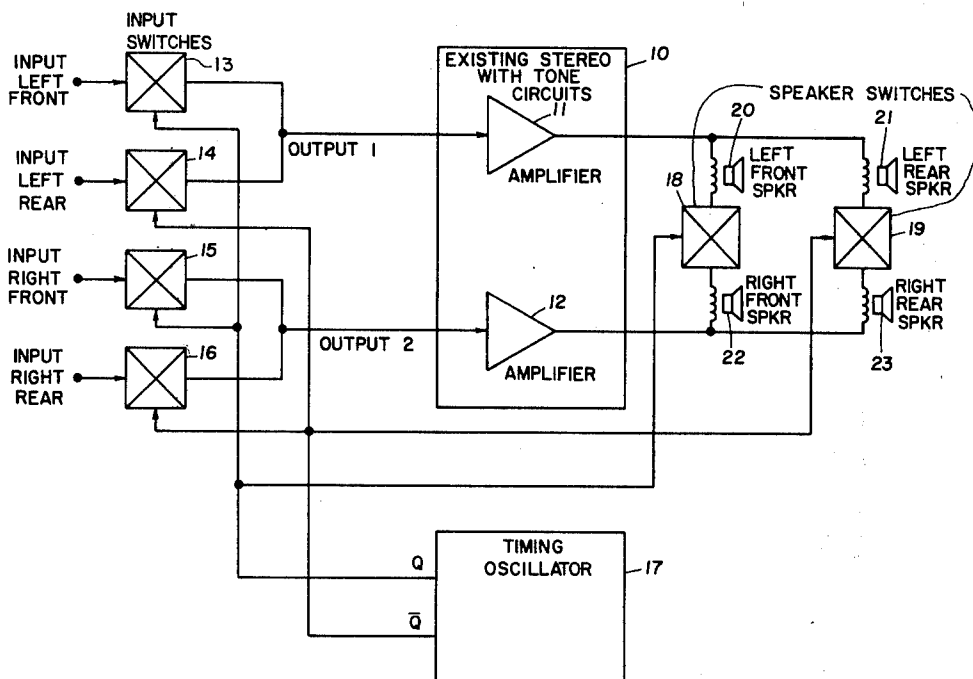 INPUT
SWITCHES
13
INPUT
LEFT
FRONT
14
INPUT
LEFT
REAR
15
INPUT
RIGHT
FRONT
16
INPUT
RIGHT
REAR
OUTPUT 1
OUTPUT 2
EXISTING STEREO
WITH TONE
CIRCUITS
10
11
AMPLIFIER
12
AMPLIFIER
SPEAKER SWITCHES
20
LEFT
FRONT
SPKR
21
LEFT
REAR
SPKR
18
19
RIGHT
FRONT
SPKR
22
RIGHT
REAR
SPKR
23
TIMING
OSCILLATOR
17
Q
Q̅